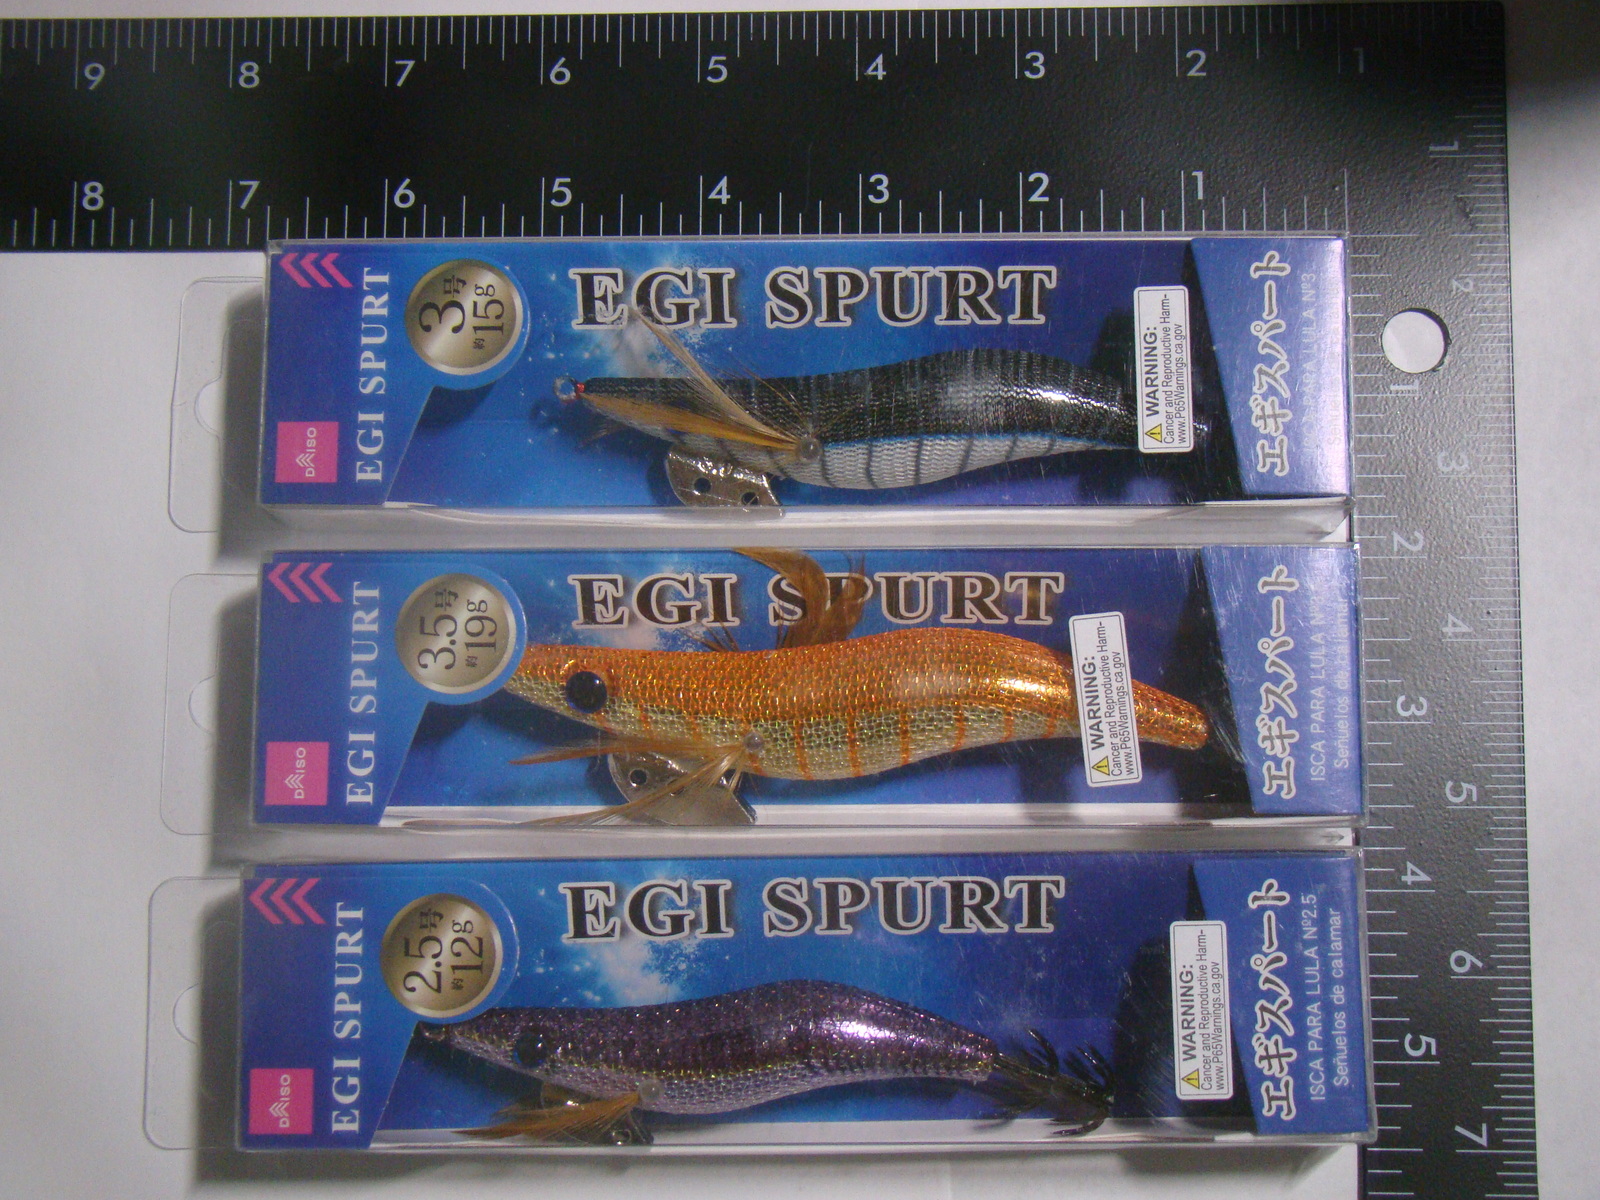 9 8 7 6 5 4 3 2 1
8 7 6 5 4 3 2 1
EGI SPURT
DAISO
3号
約15g
EGI SPURT
WARNING:
Cancer and Reproductive Harm-
www.P65Warnings.ca.gov
エギスパート
ISCA PARA LULA Nº3
EGI SPURT
DAISO
3.5号
約19g
EGI SPURT
WARNING:
Cancer and Reproductive Harm-
www.P65Warnings.ca.gov
エギスパート
ISCA PARA LULA
Señuelos de calamar
EGI SPURT
DAISO
2.5号
約12g
EGI SPURT
WARNING:
Cancer and Reproductive Harm-
www.P65Warnings.ca.gov
エギスパート
ISCA PARA LULA Nº2.5
Señuelos de calamar
1 2 3 4 5 6 7
1 2 3 4 5